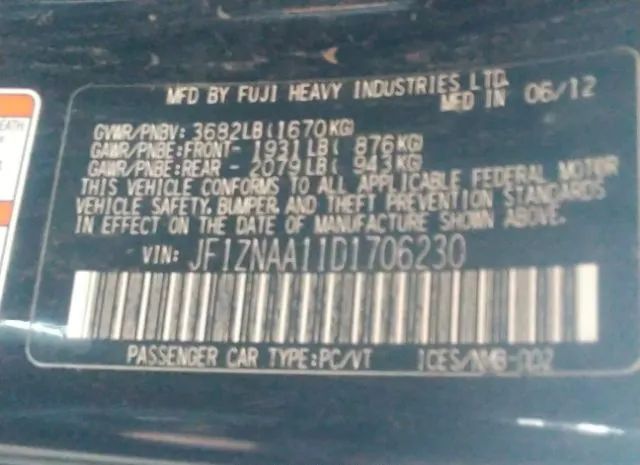 EATH
MFD BY FUJI HEAVY INDUSTRIES LTD.
MED IN 06/12
GVWR/PNBV: 3682LB(1670KG)
GAWR/PNBE:FRONT- 1931LB( 876KG)
GAWR/PNBE:REAR - 2079LB( 943KG)
THIS VEHICLE CONFORMS TO ALL APPLICABLE FEDERAL MOTOR
VEHICLE SAFETY, BUMPER, AND THEFT PREVENTION STANDARDS
IN EFFECT ON THE DATE OF MANUFACTURE SHOWN ABOVE.
VIN: JF1ZNAA11D1706230
PASSENGER CAR TYPE:PC/VT ICES/NMB-002